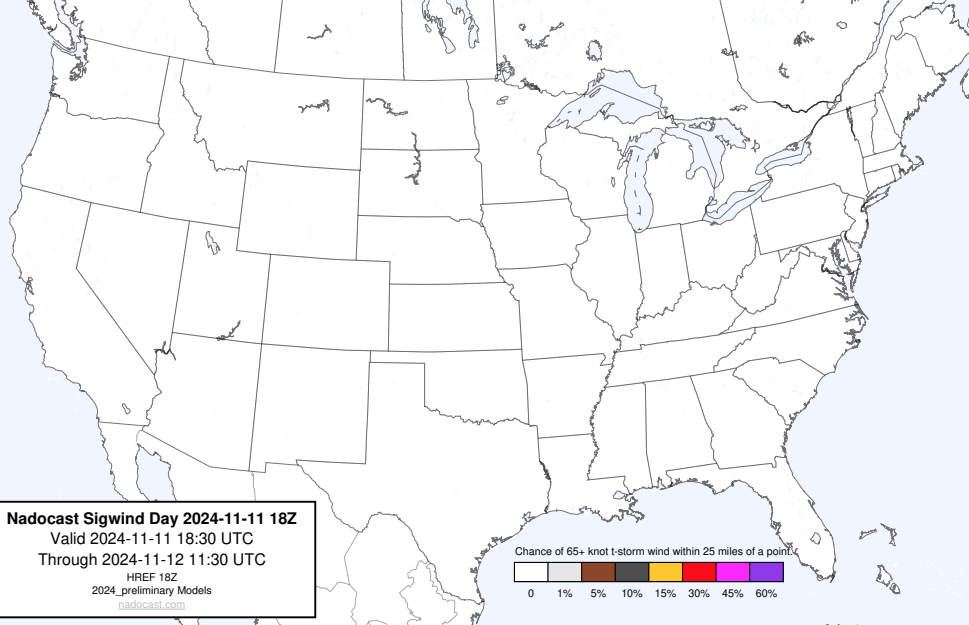 Nadocast Sigwind Day 2024-11-11 18Z
Valid 2024-11-11 18:30 UTC
Through 2024-11-12 11:30 UTC
HREF 18Z
2024_preliminary Models
nadocast.com
Chance of 65+ knot t-storm wind within 25 miles of a point.
0 1% 5% 10% 15% 30% 45% 60%